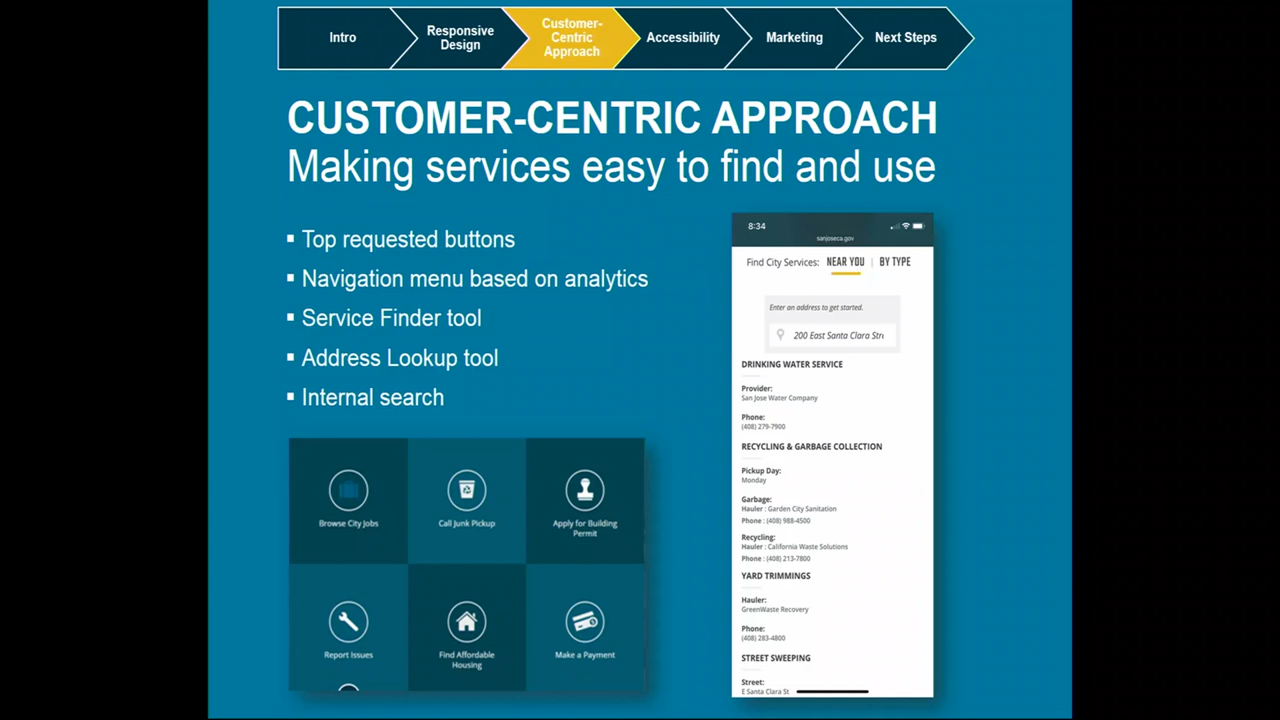 Intro
Responsive
Design
Customer-
Centric
Approach
Accessibility
Marketing
Next Steps
CUSTOMER-CENTRIC APPROACH
Making services easy to find and use
▪ Top requested buttons
▪ Navigation menu based on analytics
▪ Service Finder tool
▪ Address Lookup tool
▪ Internal search
Browse City Jobs
Call Junk Pickup
Apply for Building
Permit
Report Issues
Find Affordable
Housing
Make a Payment
8:34
sanjoseca.gov
Find City Services: NEAR YOU | BY TYPE
Enter an address to get started.
200 East Santa Clara Stre
DRINKING WATER SERVICE
Provider:
San Jose Water Company
Phone:
(408) 279-7900
RECYCLING & GARBAGE COLLECTION
Pickup Day:
Monday
Garbage:
Hauler : Garden City Sanitation
Phone : (408) 988-4500
Recycling:
Hauler : California Waste Solutions
Phone : (408) 213-7800
YARD TRIMMINGS
Hauler:
GreenWaste Recovery
Phone:
(408) 283-4800
STREET SWEEPING
Street:
E Santa Clara St